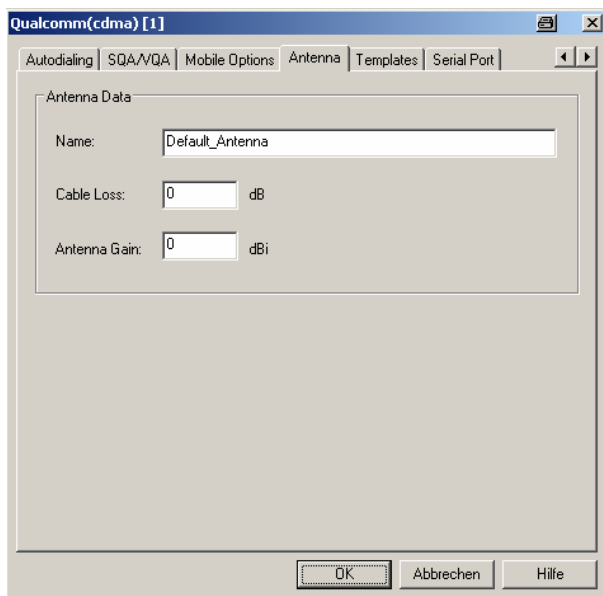 Qualcomm(cdma) [1]
Autodialing SQA/VQA Mobile Options Antenna Templates Serial Port
Antenna Data
Name: Default_Antenna
Cable Loss: 0 dB
Antenna Gain: 0 dBi
OK Abbrechen Hilfe